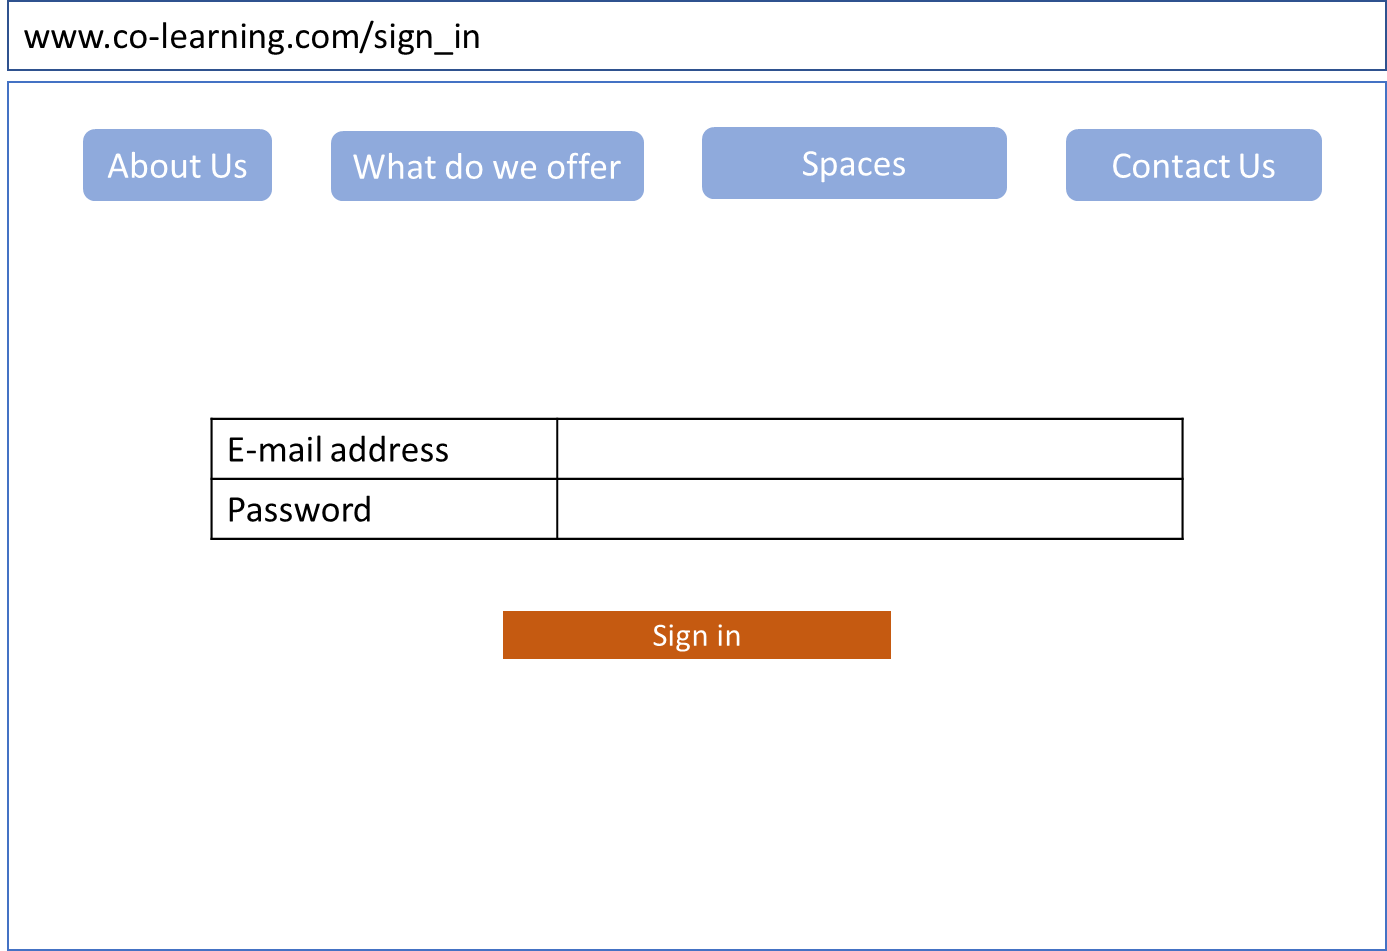 www.co-learning.com/sign_in
About Us
What do we offer
Spaces
Contact Us
E-mail address
Password
Sign in